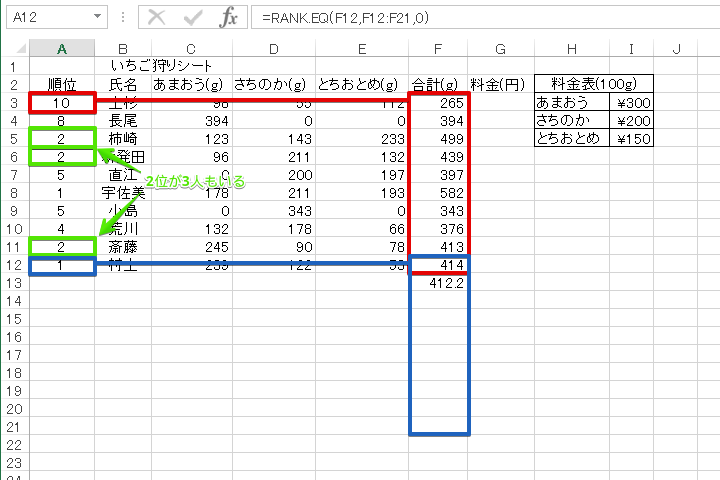 A12 =RANK.EQ(F12,F12:F21,0)
A B C D E F G H I J
1 いちご狩りシート
2 順位 氏名 あまおう(g) さちのか(g) とちおとめ(g) 合計(g) 料金(円) 料金表(100g)
3 10 上杉 98 55 112 265 あまおう ¥300
4 8 長尾 394 0 0 394 さちのか ¥200
5 2 柿崎 123 143 233 499 とちおとめ ¥150
6 2 発田 96 211 132 439
7 5 直江 0 200 197 397
2位が3人もいる
8 1 宇佐美 178 211 193 582
9 5 小島 0 343 0 343
10 4 荒川 132 178 66 376
11 2 斎藤 245 90 78 413
12 1 村上 239 122 53 414
13 412.2
14
15
16
17
18
19
20
21
22
23
24